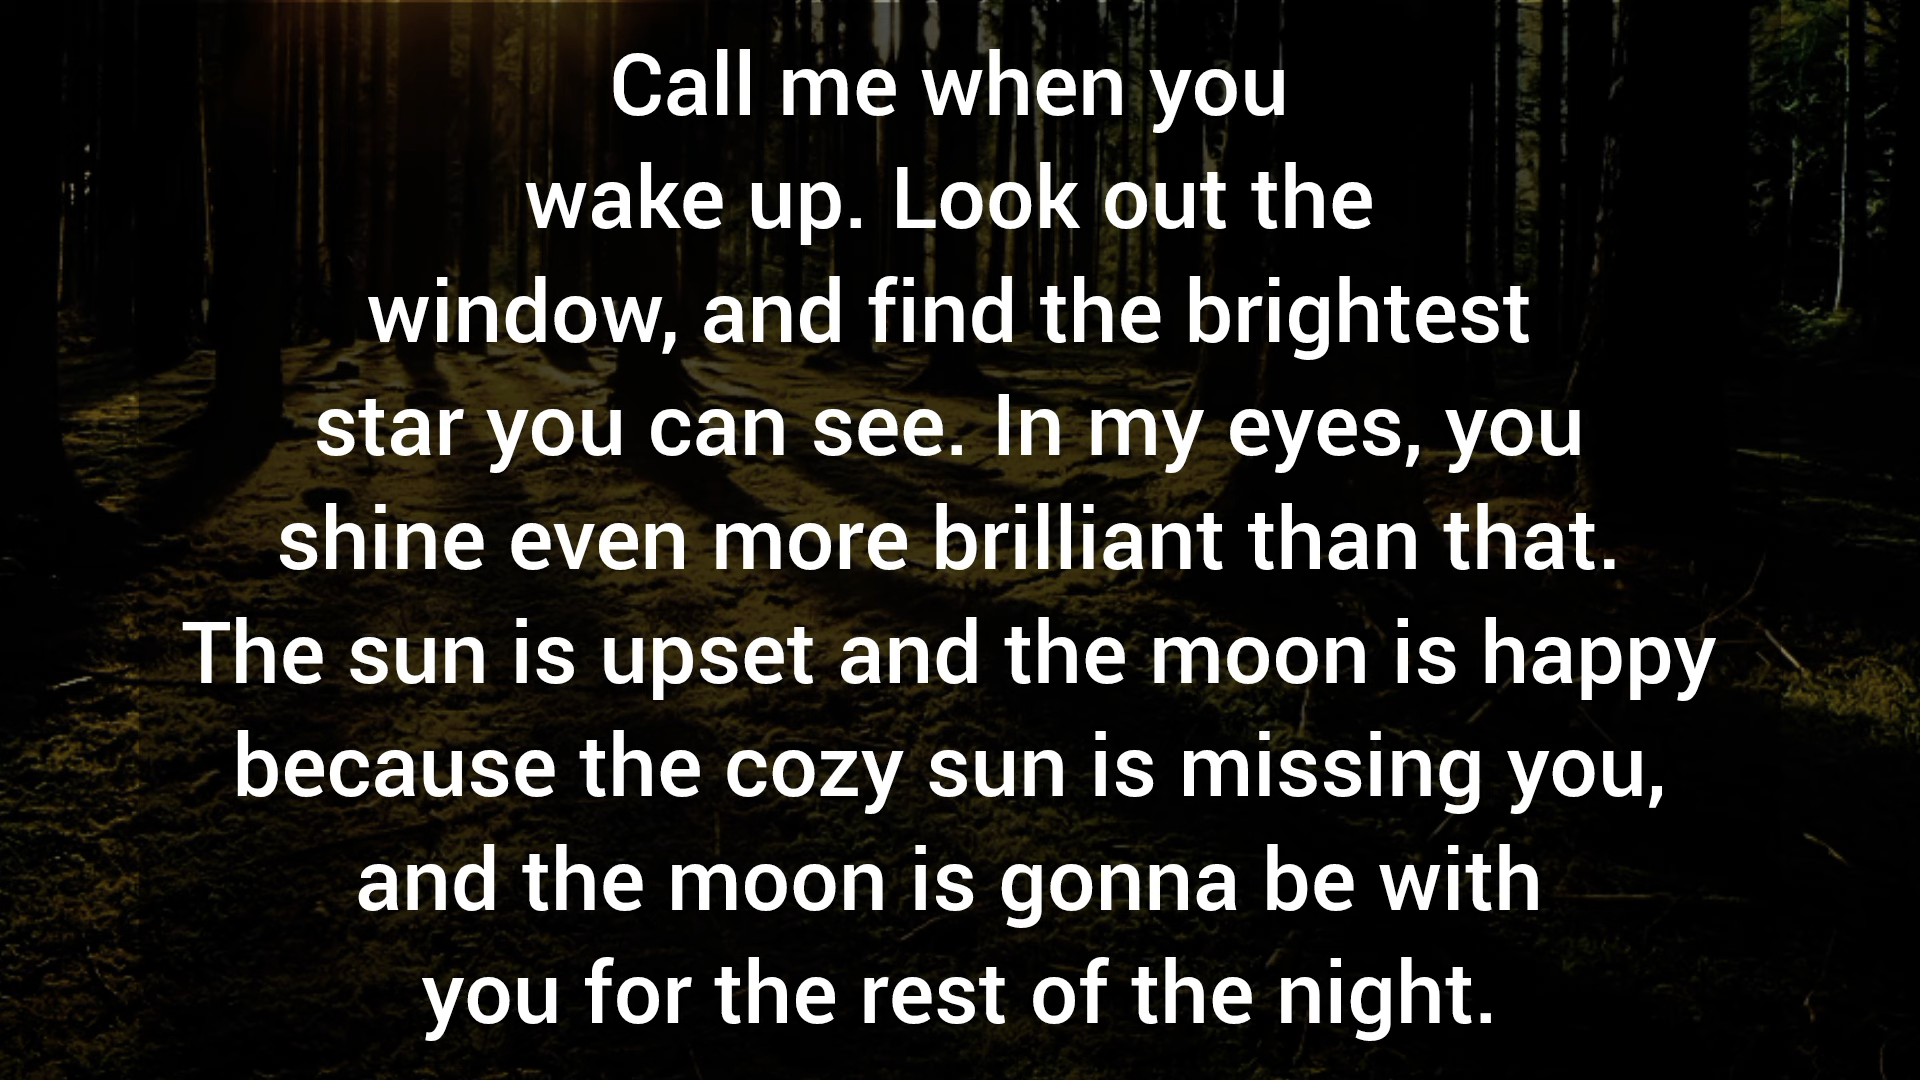 Call me when you
wake up. Look out the
window, and find the brightest
star you can see. In my eyes, you
shine even more brilliant than that.
The sun is upset and the moon is happy
because the cozy sun is missing you,
and the moon is gonna be with
you for the rest of the night.